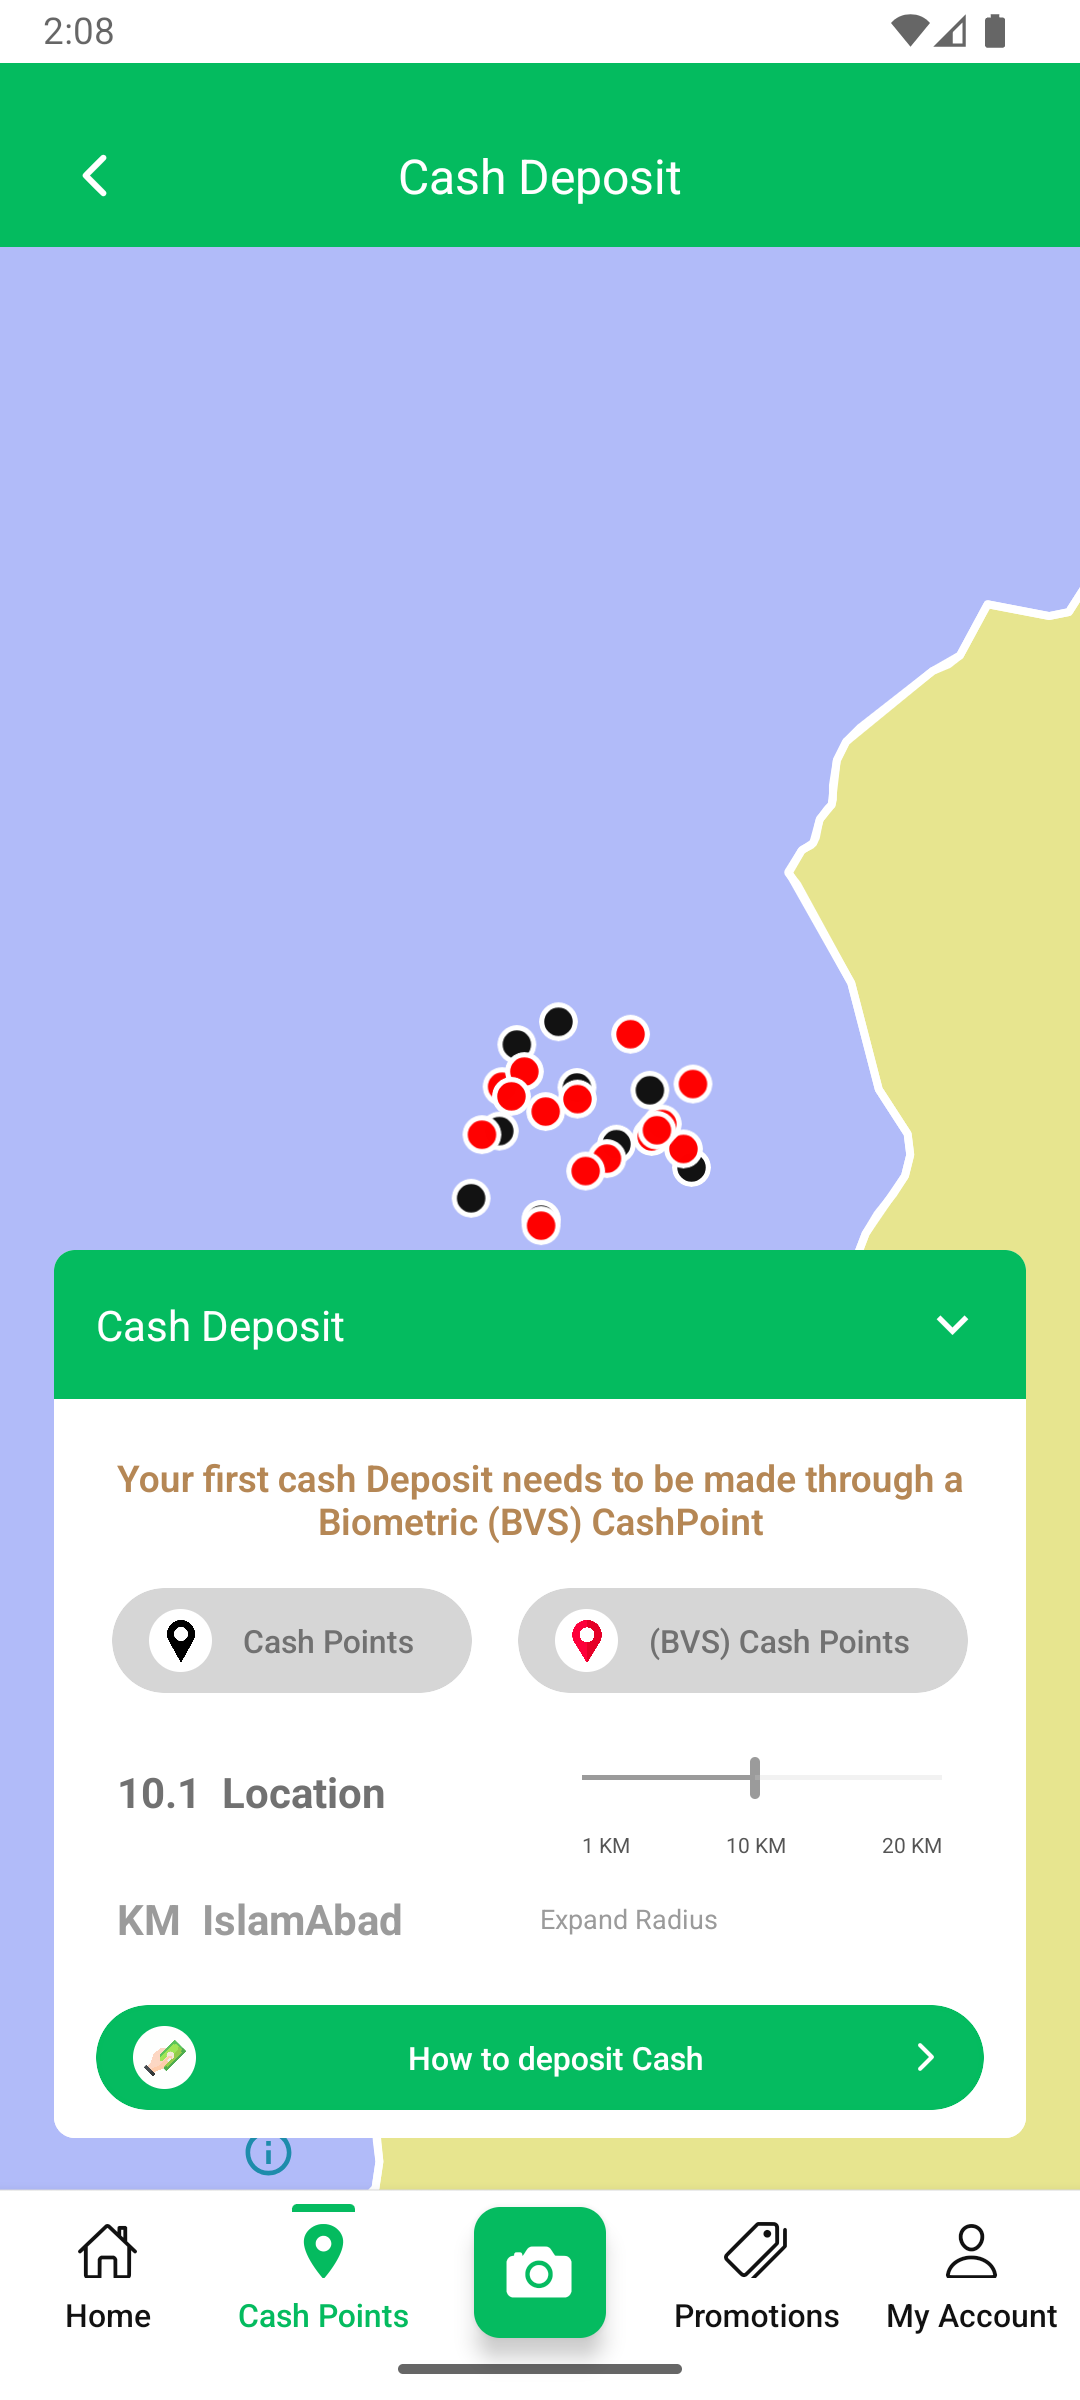 2:08
Cash Deposit
Cash Deposit
Your first cash Deposit needs to be made through a
Biometric (BVS) CashPoint
Cash Points
(BVS) Cash Points
10.1 Location
1 KM 10 KM 20 KM
KM IslamAbad
Expand Radius
How to deposit Cash
Home
Cash Points
Promotions
My Account